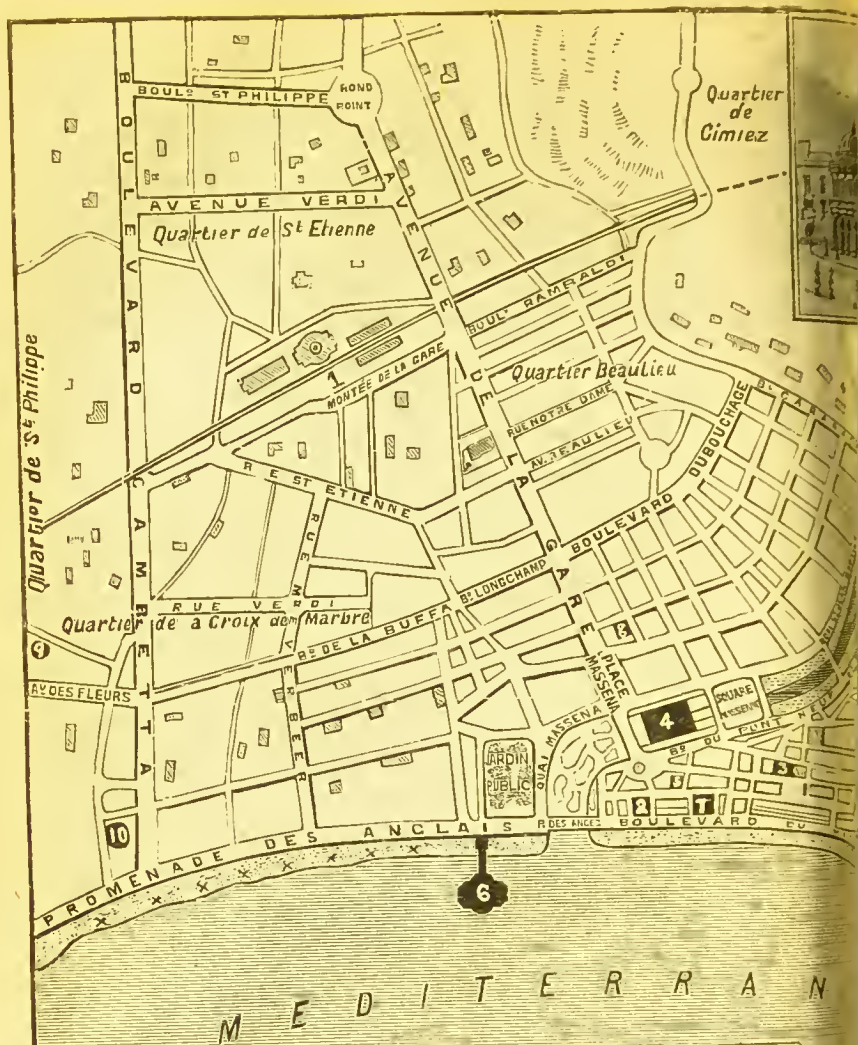 BOULEVARD GAMBETTA
BOULD ST PHILIPPE
ROND
POINT
Quartier
de
Cimiez
AVENUE VERDI
Quartier de St Etienne
AVENUE DE LA GARE
BOULD RAMBALDI
1
MONTÉE DE LA GARE
Quartier Beaulieu
Quartier de St Philippe
RUE NOTRE DAME
AV. BEAULIEU
BOULEVARD DUBOUCHAGE
RE ST ETIENNE
RUE MEYERBEER
BD LONGCHAMP
RUE VERDI
Quartier de a Croix de Marbre
BD DE LA BUFFA
9
AV DES FLEURS
8
PLACE
MASSENA
4
SQUARE
MASSENA
QUAI MASSENA
BD DU PONT NEUF
JARDIN
PUBLIC
3
2
T
10
PROMENADE DES ANGLAIS
R. DES ANGES
BOULEVARD DU
6
MEDITERRAN